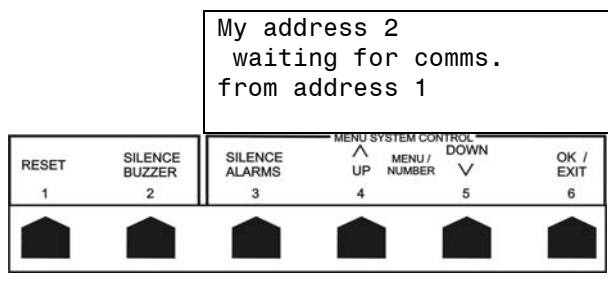 My address 2
waiting for comms.
from address 1
MENU SYSTEM CONTROL
RESET
1
SILENCE
BUZZER
2
SILENCE
ALARMS
3
UP
4
MENU /
NUMBER
DOWN
5
OK /
EXIT
6